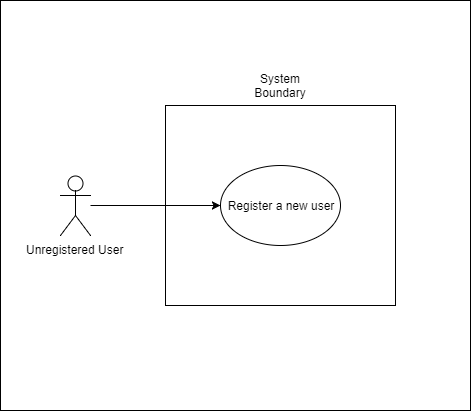 System
Boundary
Register a new user
Unregistered User